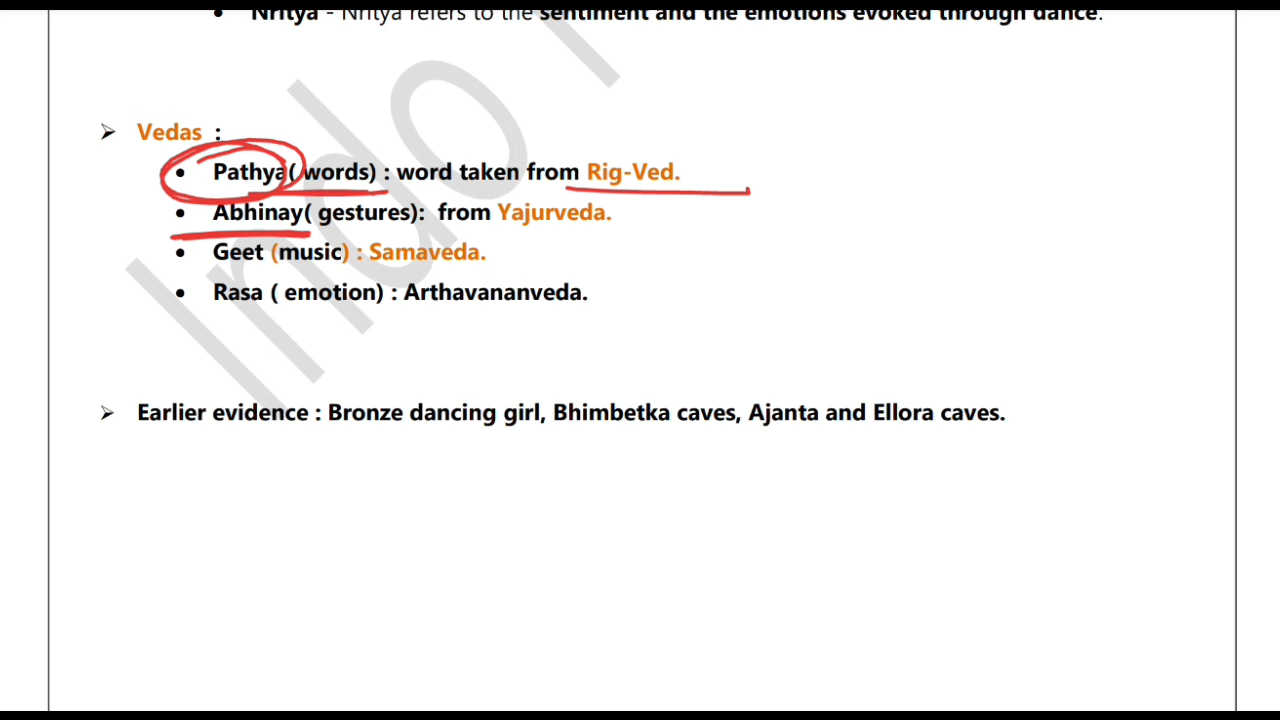 • Nritya - Nritya refers to the sentiment and the emotions evoked through dance.
➢ Vedas :
• Pathya( words) : word taken from Rig-Ved.
• Abhinay( gestures): from Yajurveda.
• Geet (music) : Samaveda.
• Rasa ( emotion) : Arthavananveda.
➢ Earlier evidence : Bronze dancing girl, Bhimbetka caves, Ajanta and Ellora caves.
Indo